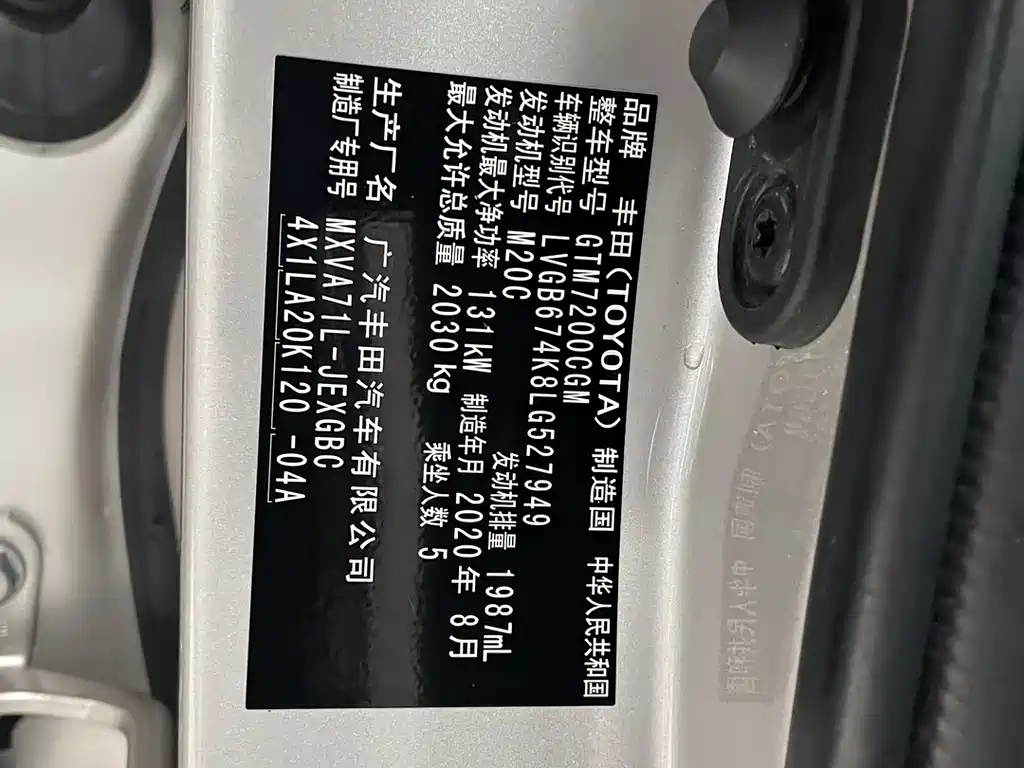 品牌 丰田(TOYOTA) 制造国 中华人民共和国
整车型号 GTM7200CGM
车辆识别代号 LVGB674K8LG527949
发动机型号 M20C 发动机排量 1987mL
发动机最大净功率 131kW 制造年月 2020年 8月
最大允许总质量 2030kg 乘坐人数 5
生产厂名 广汽丰田汽车有限公司
制造厂专用号 MXVA71L-JEXGBC
4X1LA20K120 -04A